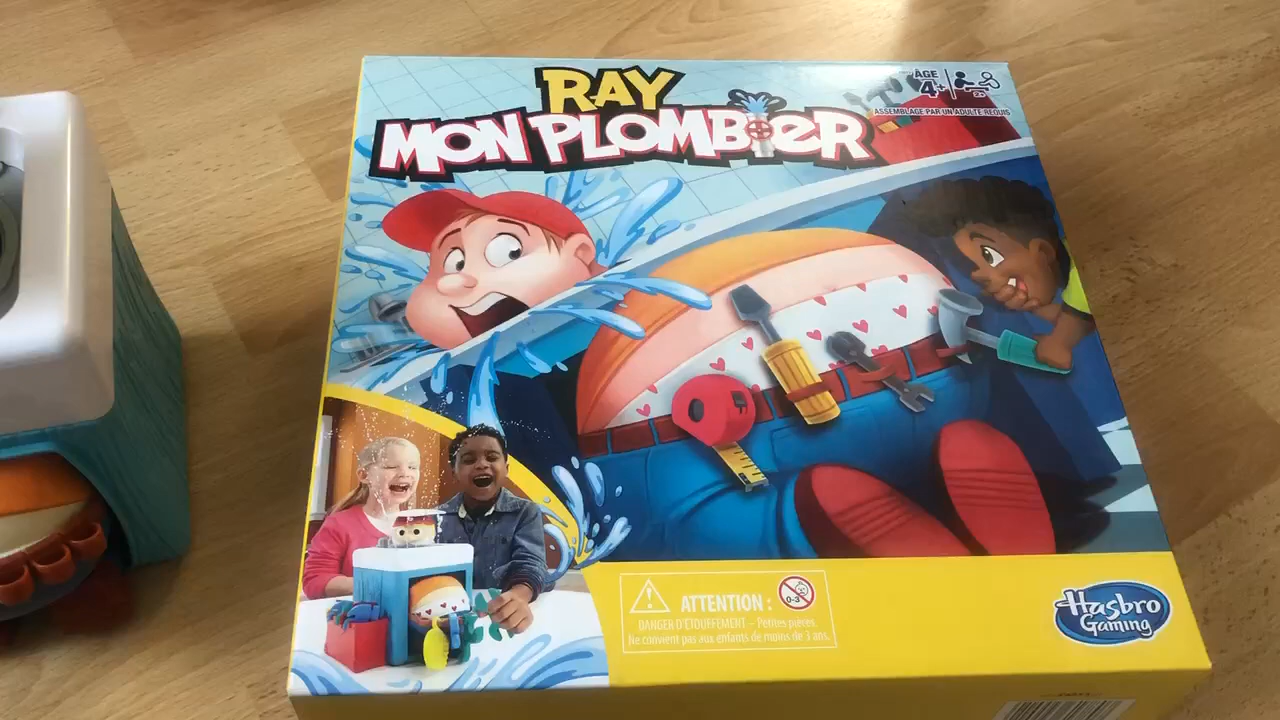 RAY
MON PLOMBIER
ÂGE
4+
2+
ASSEMBLAGE PAR UN ADULTE REQUIS
ATTENTION :
0-3
DANGER D'ÉTOUFFEMENT – Petites pièces.
Ne convient pas aux enfants de moins de 3 ans.
Hasbro
Gaming